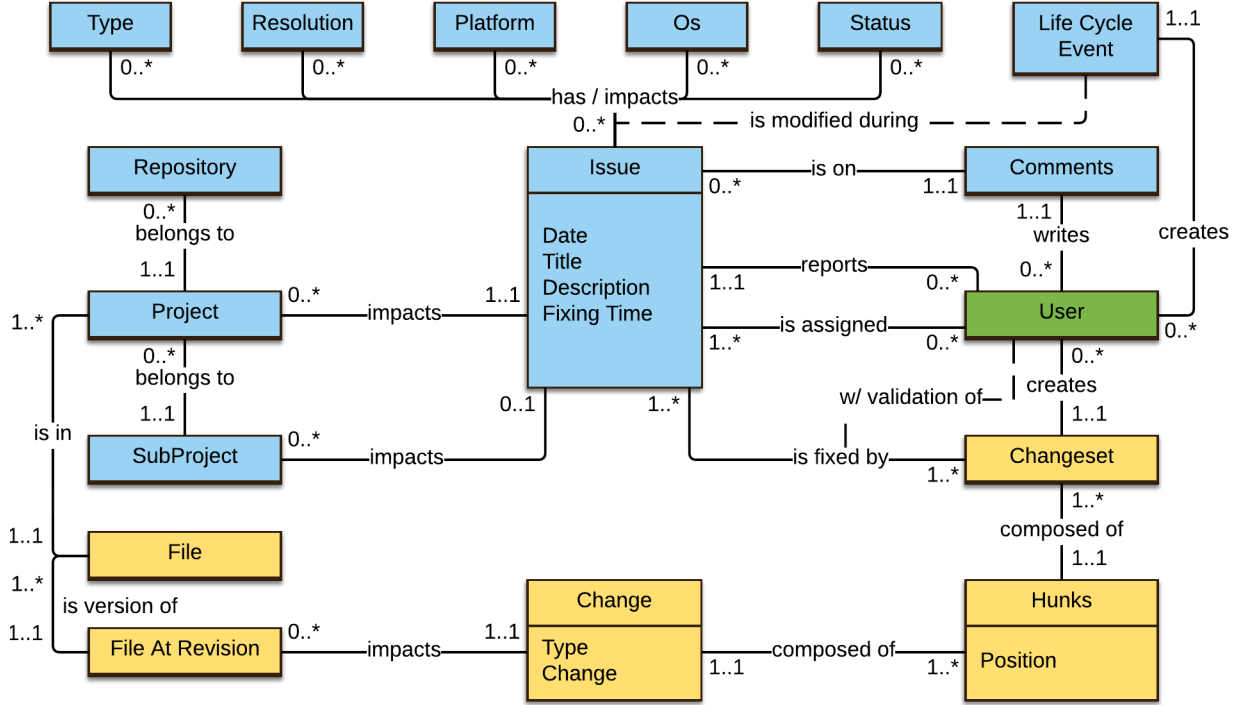 Type
Resolution
Platform
Os
Status
Life Cycle
Event
1..1
0..*
0..*
0..*
0..*
0..*
has / impacts
0..*
is modified during
Repository
Issue
Comments
is on
0..*
1..1
0..*
belongs to
1..1
Date
Title
Description
Fixing Time
1..1
writes
0..*
creates
reports
1..1
0..*
Project
0..*
impacts
1..1
User
1..*
is assigned
1..*
0..*
0..*
0..*
belongs to
1..1
0..*
creates
1..1
w/ validation of
0..1
1..*
is in
SubProject
0..*
impacts
is fixed by
1..*
Changeset
1..*
composed of
1..1
1..1
File
1..*
is version of
1..1
File At Revision
0..*
impacts
1..1
Change
Type
Change
1..1
composed of
1..*
Hunks
Position